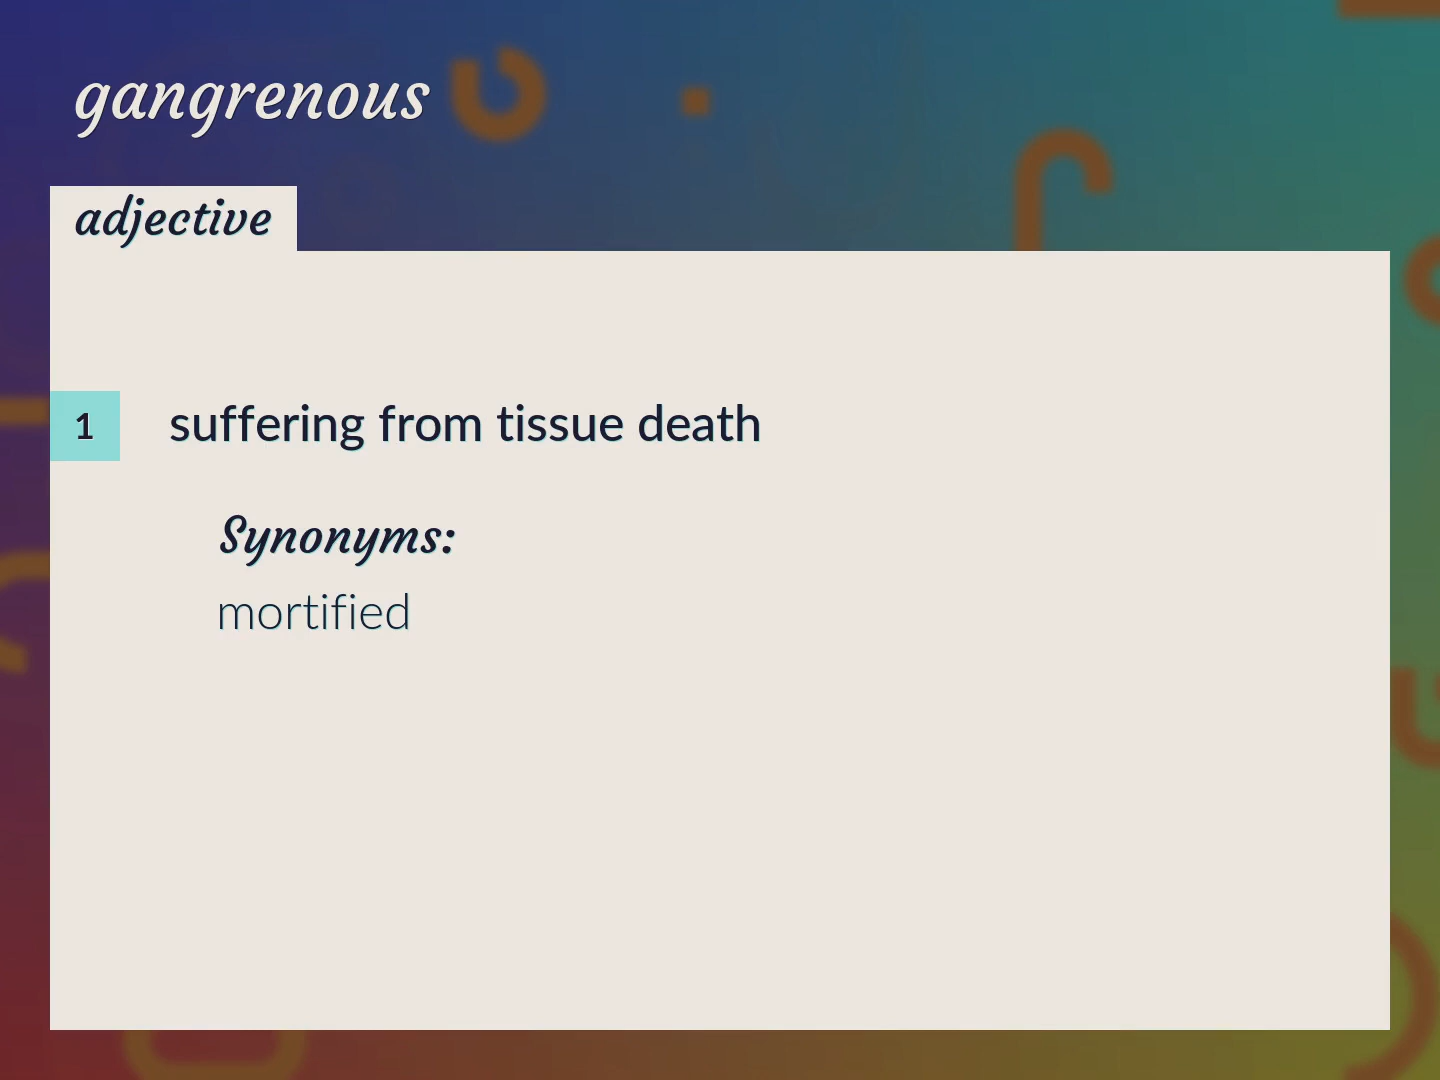 gangrenous
adjective
1 suffering from tissue death
Synonyms:
mortified